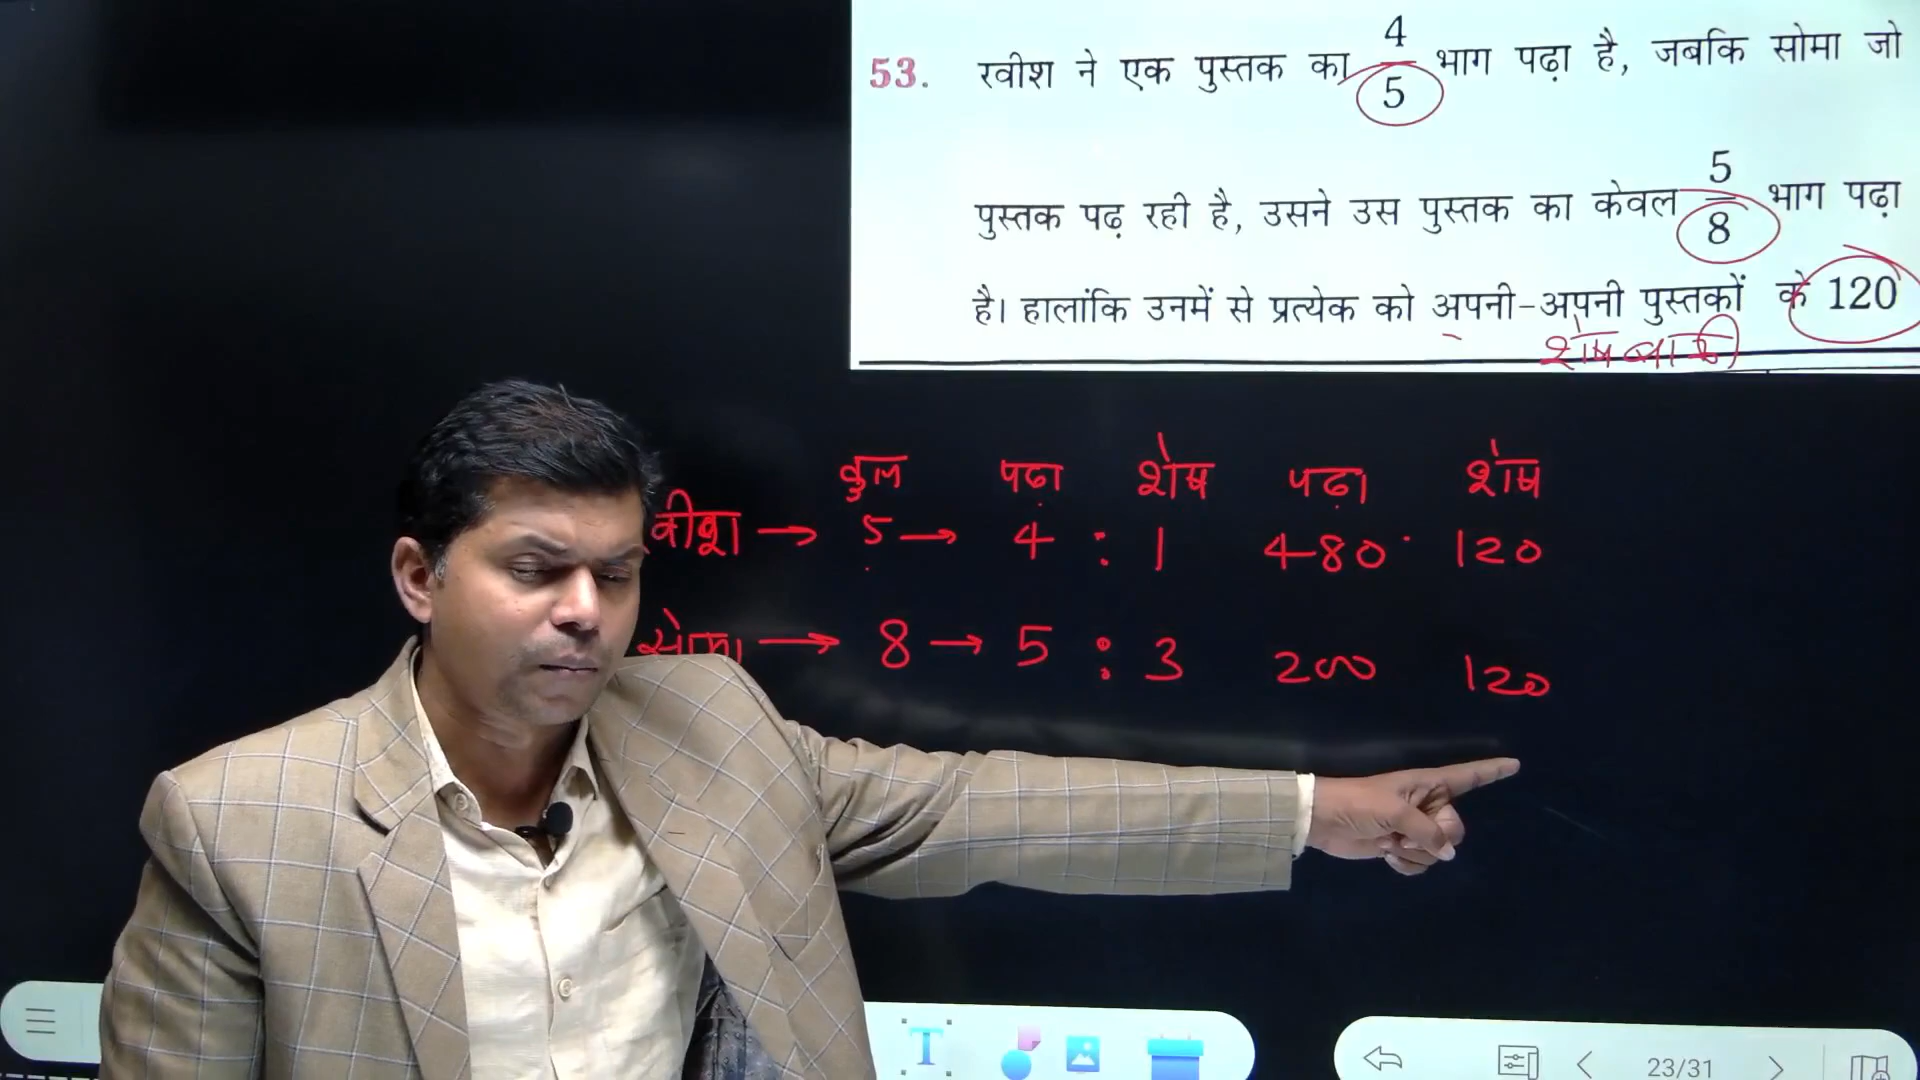 53. रवीश ने एक पुस्तक का 4/5 भाग पढ़ा है, जबकि सोमा जो
पुस्तक पढ़ रही है, उसने उस पुस्तक का केवल 5/8 भाग पढ़ा
है। हालांकि उनमें से प्रत्येक को अपनी-अपनी पुस्तकों के 120
शेष बाकी
कुल पढा शेष पढा शेष
वीश → 5 → 4 : 1 480 120
सोमा → 8 → 5 : 3 200 120
T
23/31